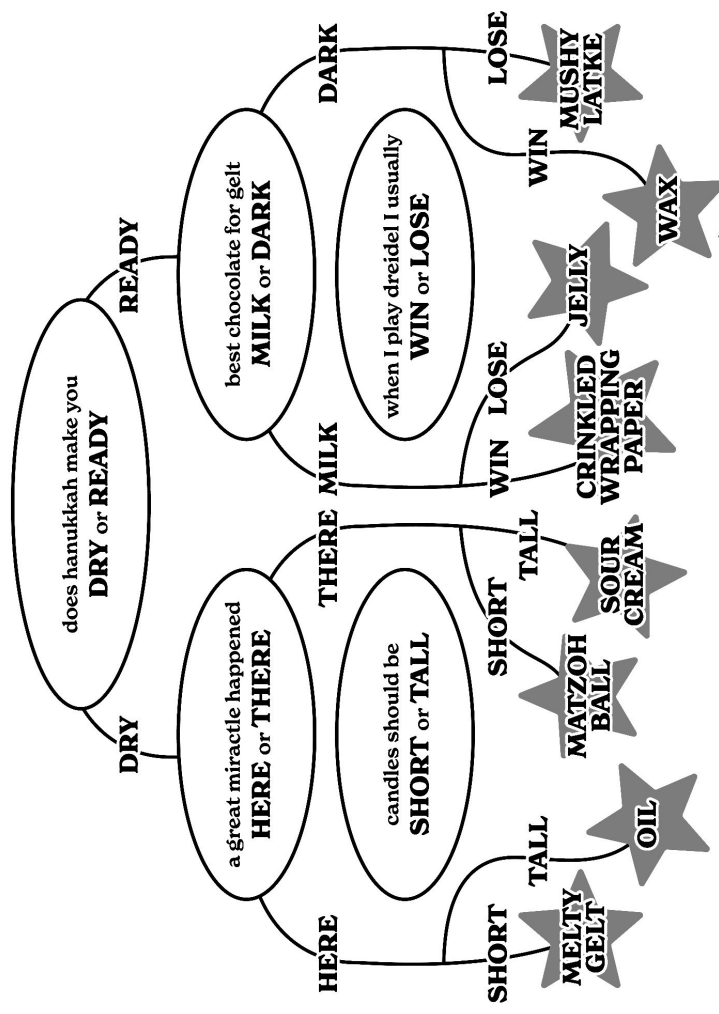 does hanukkah make you
DRY or READY
DRY
READY
a great miractle happened
HERE or THERE
best chocolate for gelt
MILK or DARK
HERE
THERE
MILK
DARK
candles should be
SHORT or TALL
when I play dreidel I usually
WIN or LOSE
SHORT
TALL
SHORT
TALL
WIN
LOSE
WIN
LOSE
MELTY
GELT
OIL
MATZOH
BALL
SOUR
CREAM
CRINKLED
WRAPPING
PAPER
JELLY
WAX
MUSHY
LATKE